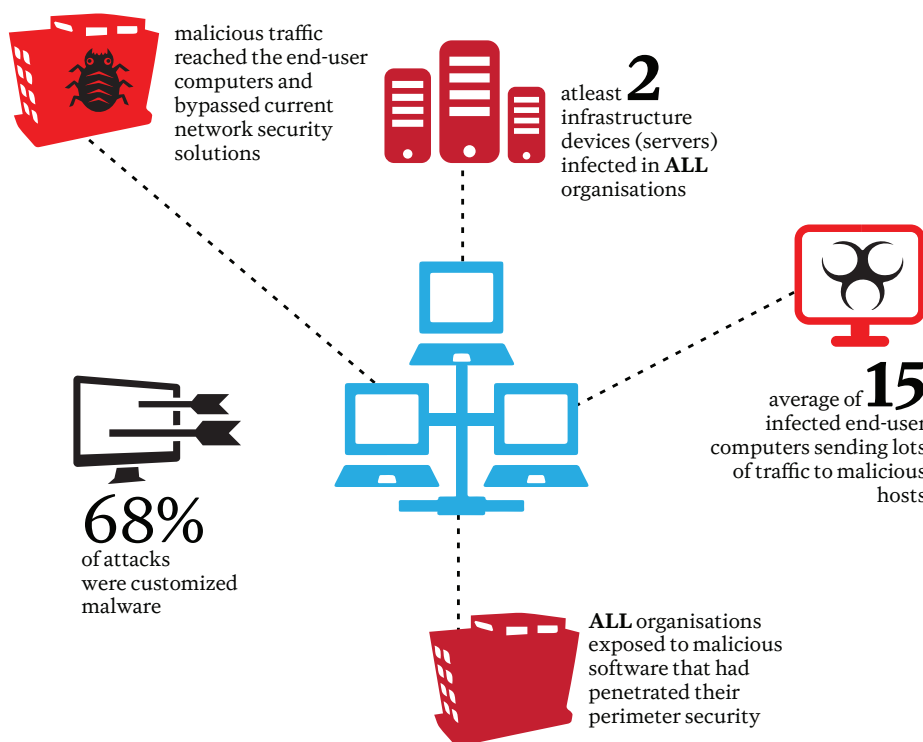 malicious traffic
reached the end-user
computers and
bypassed current
network security
solutions
atleast 2
infrastructure
devices (servers)
infected in ALL
organisations
average of 15
infected end-user
computers sending lots
of traffic to malicious
hosts
68%
of attacks
were customized
malware
ALL organisations
exposed to malicious
software that had
penetrated their
perimeter security